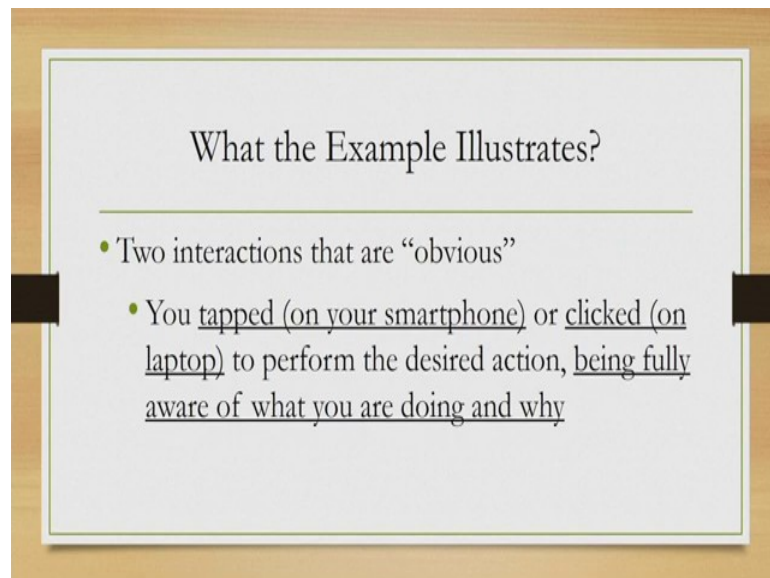 What the Example Illustrates?
• Two interactions that are “obvious”
• You tapped (on your smartphone) or clicked (on
laptop) to perform the desired action, being fully
aware of what you are doing and why